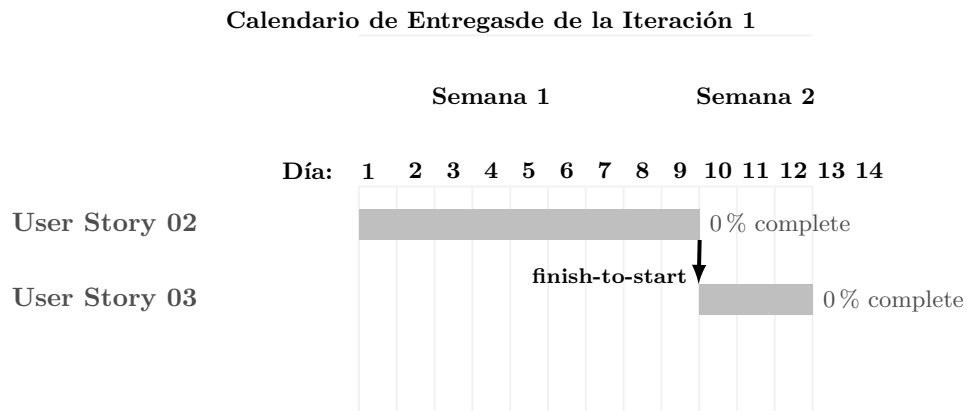 Calendario de Entregasde de la Iteración 1
Semana 1 Semana 2
Día: 1 2 3 4 5 6 7 8 9 10 11 12 13 14
User Story 02 0 % complete
finish-to-start
User Story 03 0 % complete